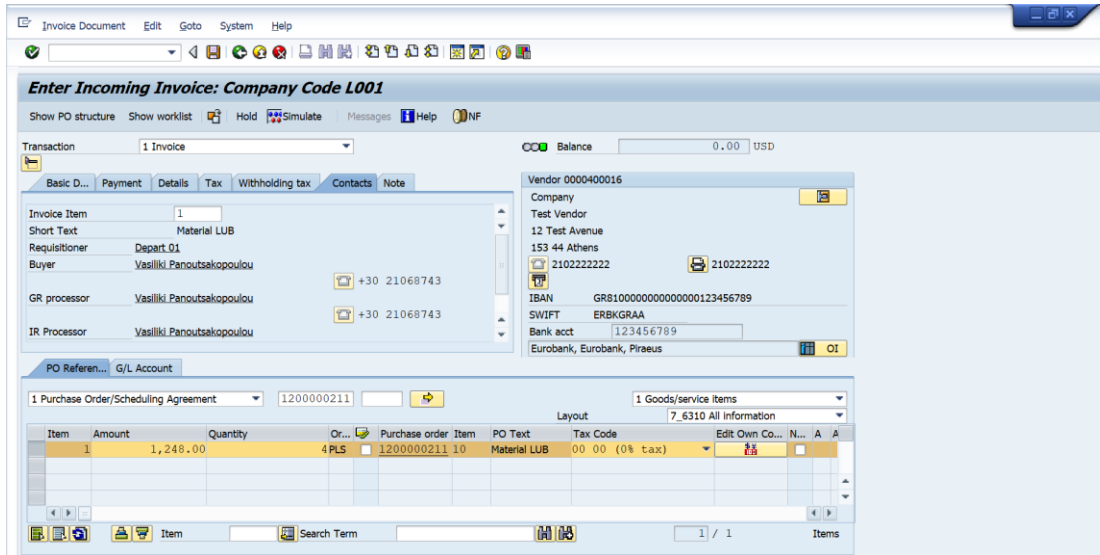 Invoice Document Edit Goto System Help
Enter Incoming Invoice: Company Code L001
Show PO structure Show worklist Hold Simulate Messages Help NF
Transaction 1 Invoice Balance 0.00 USD
Basic D... Payment Details Tax Withholding tax Contacts Note
Invoice Item 1
Short Text Material LUB
Requisitioner Depart 01
Buyer Vasiliki Panoutsakopoulou
+30 21068743
GR processor Vasiliki Panoutsakopoulou
+30 21068743
IR Processor Vasiliki Panoutsakopoulou
Vendor 0000400016
Company
Test Vendor
12 Test Avenue
153 44 Athens
2102222222 2102222222
IBAN GR8100000000000000123456789
SWIFT ERBKGRAA
Bank acct 123456789
Eurobank, Eurobank, Piraeus OI
PO Referen... G/L Account
1 Purchase Order/Scheduling Agreement 1200000211 1 Goods/service items
Layout 7_6310 All information
Item Amount Quantity Or... Purchase order Item PO Text Tax Code Edit Own Co... N... A A
1 1,248.00 4 PLS 1200000211 10 Material LUB 00 00 (0% tax)
Item Search Term 1 / 1 Items